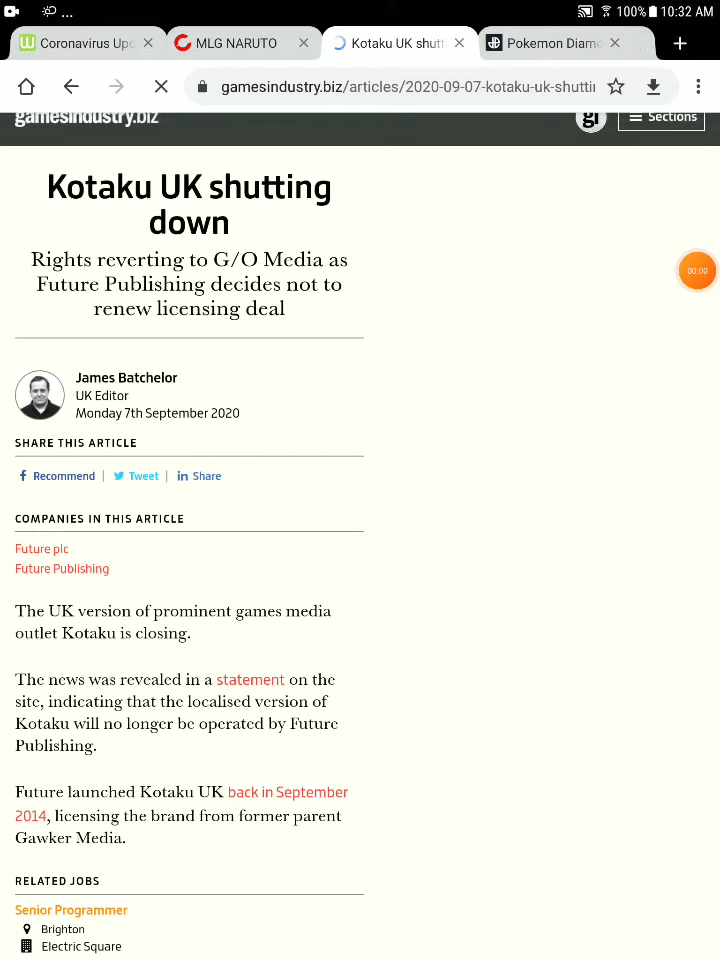 ... 100% 10:32 AM
Coronavirus Upd MLG NARUTO Kotaku UK shutt Pokemon Diamo
gamesindustry.biz/articles/2020-09-07-kotaku-uk-shuttin
gamesindustry.biz gi Sections
Kotaku UK shutting
down
Rights reverting to G/O Media as
Future Publishing decides not to
renew licensing deal
00:00
James Batchelor
UK Editor
Monday 7th September 2020
SHARE THIS ARTICLE
Recommend | Tweet | Share
COMPANIES IN THIS ARTICLE
Future plc
Future Publishing
The UK version of prominent games media
outlet Kotaku is closing.
The news was revealed in a statement on the
site, indicating that the localised version of
Kotaku will no longer be operated by Future
Publishing.
Future launched Kotaku UK back in September
2014, licensing the brand from former parent
Gawker Media.
RELATED JOBS
Senior Programmer
Brighton
Electric Square